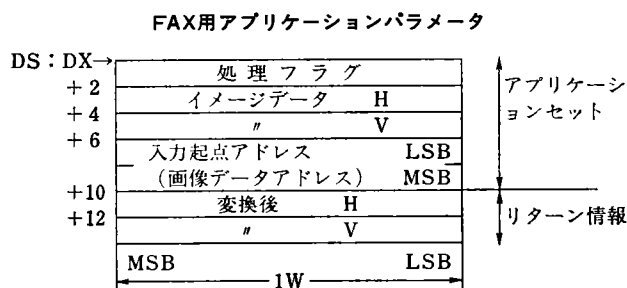 FAX用アプリケーションパラメータ
DS：DX→
処理フラグ
+2
イメージデータ H
+4
〃 V
+6
入力起点アドレス LSB
(画像データアドレス) MSB
+10
変換後 H
+12
〃 V
MSB LSB
1W
アプリケーシ
ョンセット
リターン情報